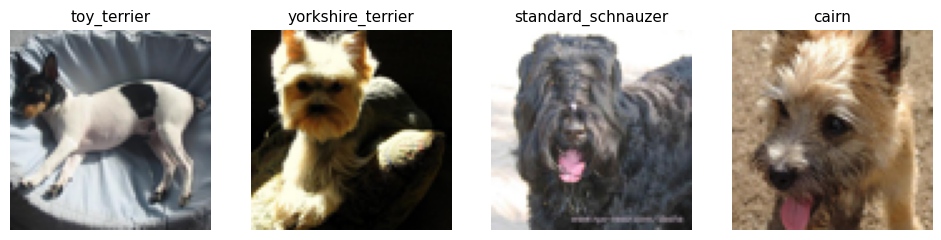 toy_terrier
yorkshire_terrier
standard_schnauzer
cairn